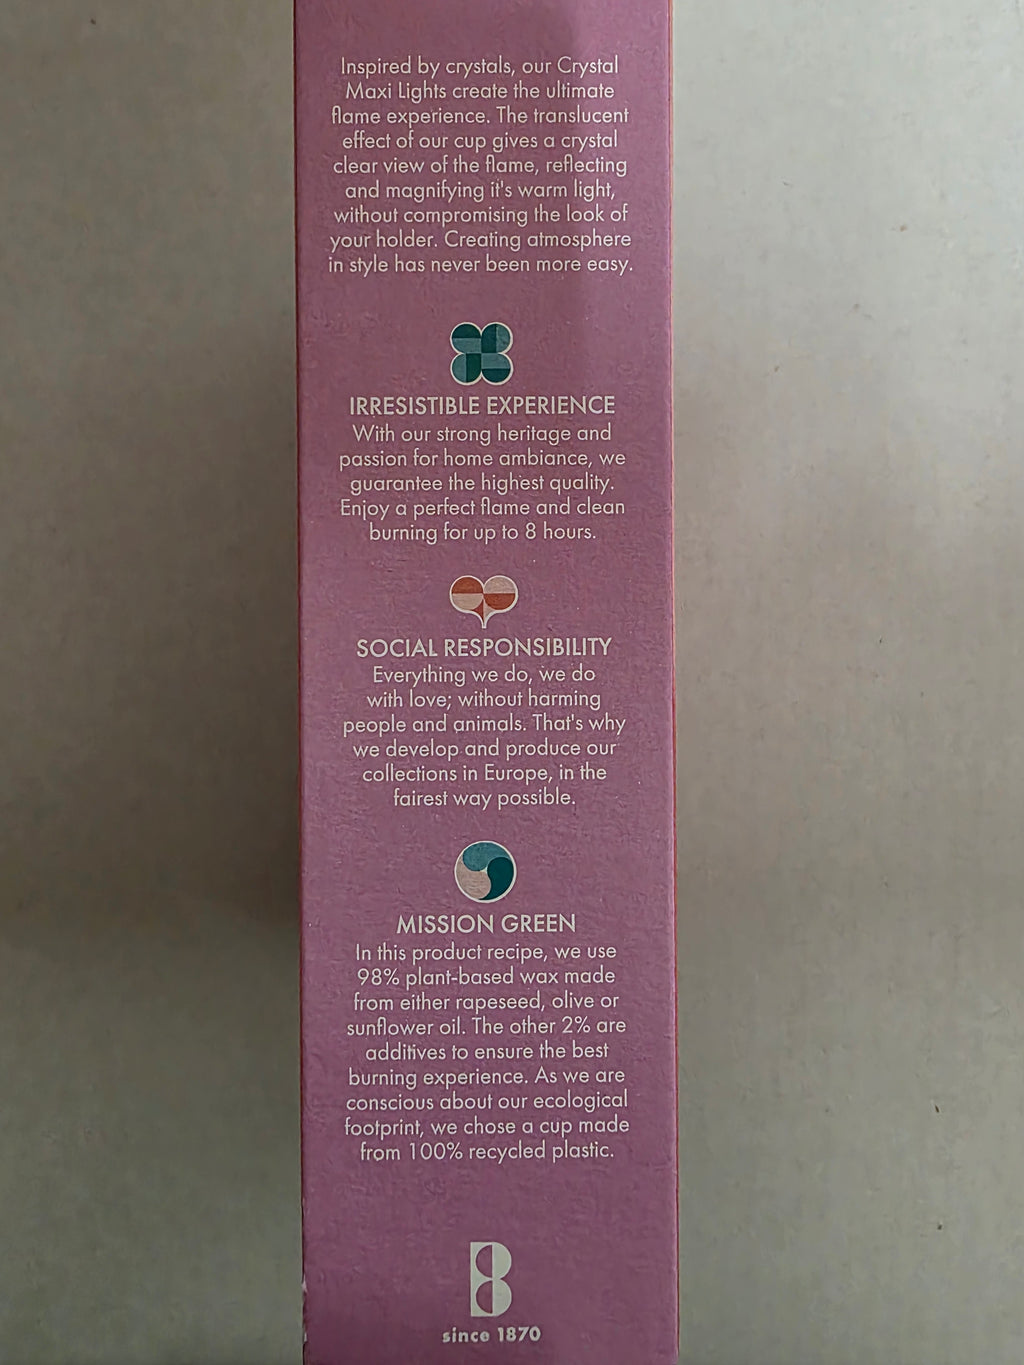 Inspired by crystals, our Crystal
Maxi Lights create the ultimate
flame experience. The translucent
effect of our cup gives a crystal
clear view of the flame, reflecting
and magnifying it's warm light,
without compromising the look of
your holder. Creating atmosphere
in style has never been more easy.
IRRESISTIBLE EXPERIENCE
With our strong heritage and
passion for home ambiance, we
guarantee the highest quality.
Enjoy a perfect flame and clean
burning for up to 8 hours.
SOCIAL RESPONSIBILITY
Everything we do, we do
with love; without harming
people and animals. That's why
we develop and produce our
collections in Europe, in the
fairest way possible.
MISSION GREEN
In this product recipe, we use
98% plant-based wax made
from either rapeseed, olive or
sunflower oil. The other 2% are
additives to ensure the best
burning experience. As we are
conscious about our ecological
footprint, we chose a cup made
from 100% recycled plastic.
B
since 1870